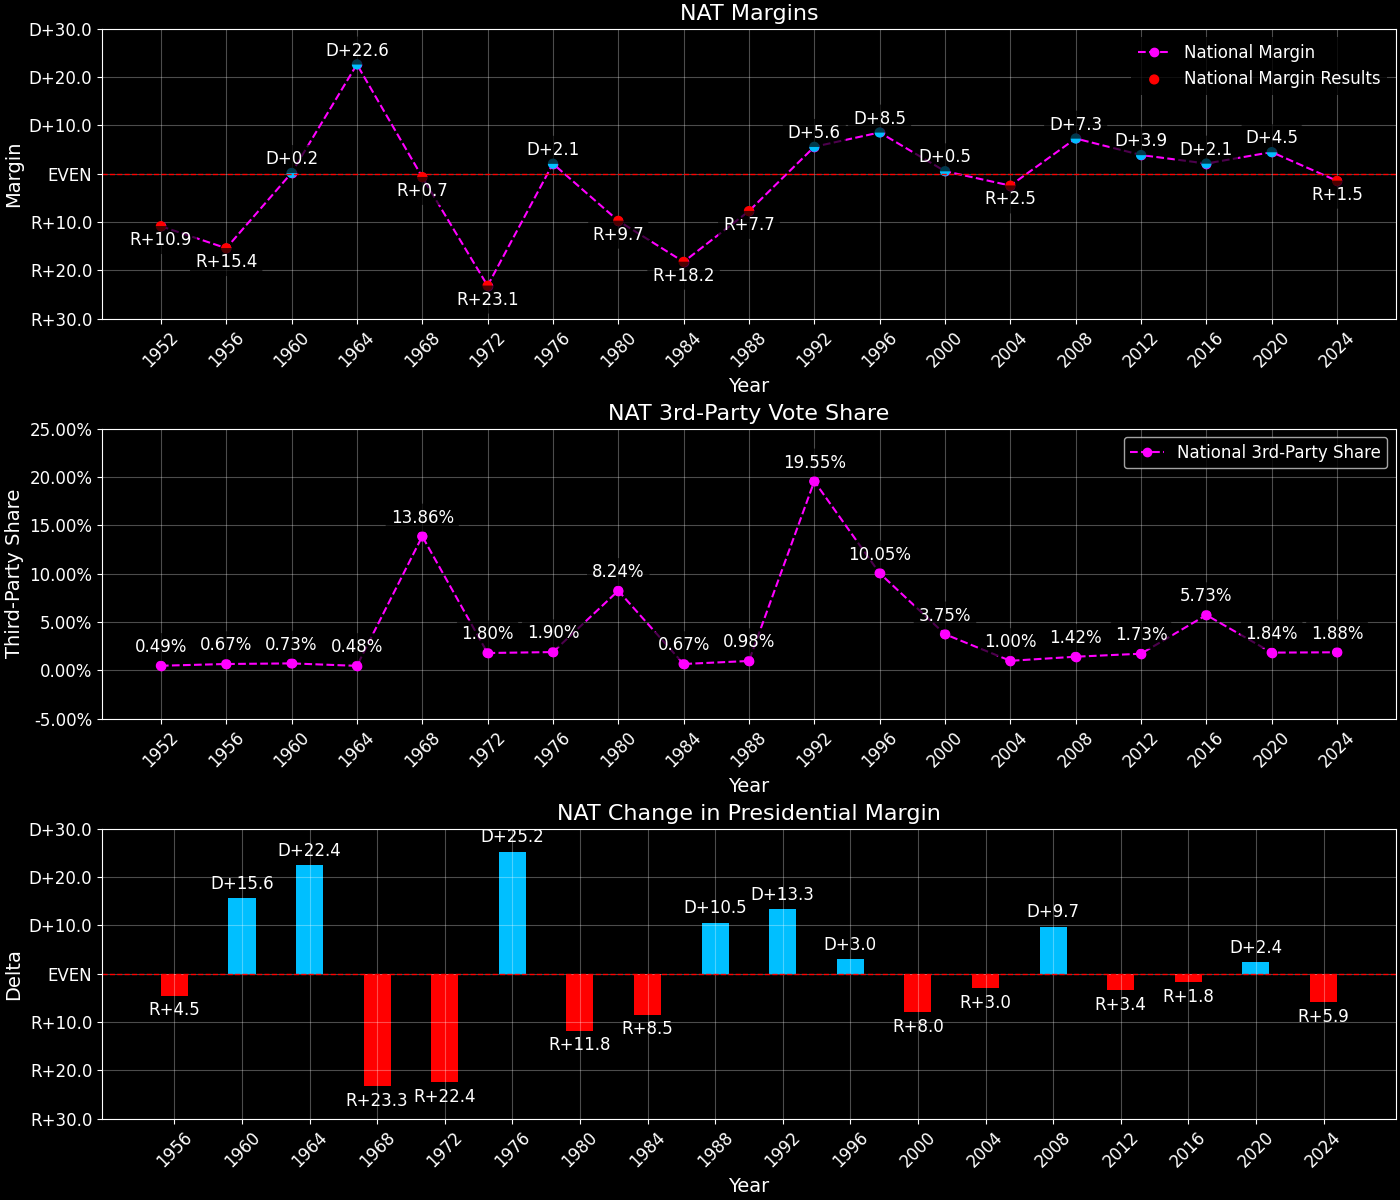 NAT Margins
D+30.0
D+20.0
D+10.0
EVEN
R+10.0
R+20.0
R+30.0
Margin
National Margin
National Margin Results
R+10.9
R+15.4
D+0.2
D+22.6
R+0.7
R+23.1
D+2.1
R+9.7
R+18.2
R+7.7
D+5.6
D+8.5
D+0.5
R+2.5
D+7.3
D+3.9
D+2.1
D+4.5
R+1.5
1952 1956 1960 1964 1968 1972 1976 1980 1984 1988 1992 1996 2000 2004 2008 2012 2016 2020 2024
Year
NAT 3rd-Party Vote Share
25.00%
20.00%
15.00%
10.00%
5.00%
0.00%
-5.00%
Third-Party Share
National 3rd-Party Share
0.49%
0.67%
0.73%
0.48%
13.86%
1.80%
1.90%
8.24%
0.67%
0.98%
19.55%
10.05%
3.75%
1.00%
1.42%
1.73%
5.73%
1.84%
1.88%
1952 1956 1960 1964 1968 1972 1976 1980 1984 1988 1992 1996 2000 2004 2008 2012 2016 2020 2024
Year
NAT Change in Presidential Margin
D+30.0
D+20.0
D+10.0
EVEN
R+10.0
R+20.0
R+30.0
Delta
R+4.5
D+15.6
D+22.4
R+23.3
R+22.4
D+25.2
R+11.8
R+8.5
D+10.5
D+13.3
D+3.0
R+8.0
R+3.0
D+9.7
R+3.4
R+1.8
D+2.4
R+5.9
1956 1960 1964 1968 1972 1976 1980 1984 1988 1992 1996 2000 2004 2008 2012 2016 2020 2024
Year